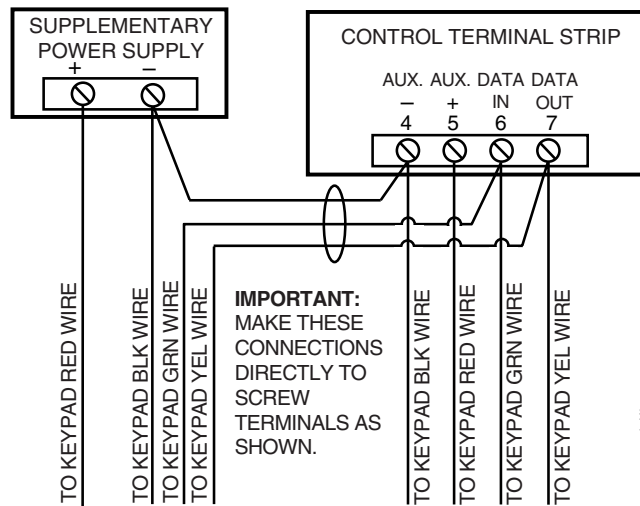 SUPPLEMENTARY
POWER SUPPLY
+ –
CONTROL TERMINAL STRIP
AUX. AUX. DATA DATA
– + IN OUT
4 5 6 7
TO KEYPAD RED WIRE
TO KEYPAD BLK WIRE
TO KEYPAD GRN WIRE
TO KEYPAD YEL WIRE
IMPORTANT:
MAKE THESE
CONNECTIONS
DIRECTLY TO
SCREW
TERMINALS AS
SHOWN.
TO KEYPAD BLK WIRE
TO KEYPAD RED WIRE
TO KEYPAD GRN WIRE
TO KEYPAD YEL WIRE